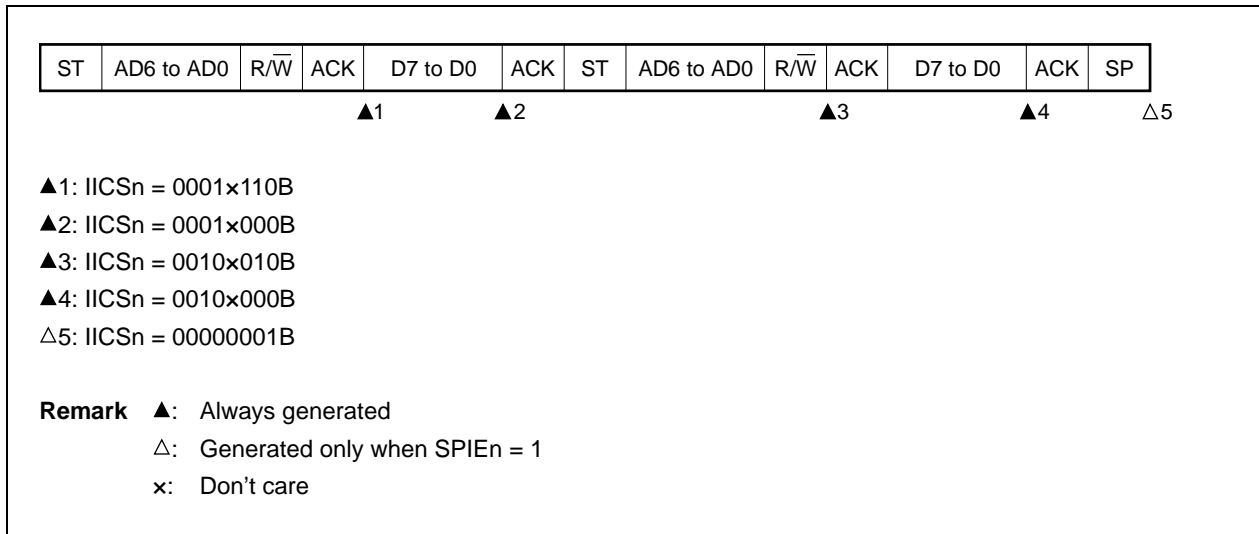 ST AD6 to AD0 R/W̅ ACK D7 to D0 ACK ST AD6 to AD0 R/W̅ ACK D7 to D0 ACK SP
▲1 ▲2 ▲3 ▲4 △5
▲1: IICSn = 0001×110B
▲2: IICSn = 0001×000B
▲3: IICSn = 0010×010B
▲4: IICSn = 0010×000B
△5: IICSn = 00000001B
Remark ▲: Always generated
△: Generated only when SPIEn = 1
×: Don't care